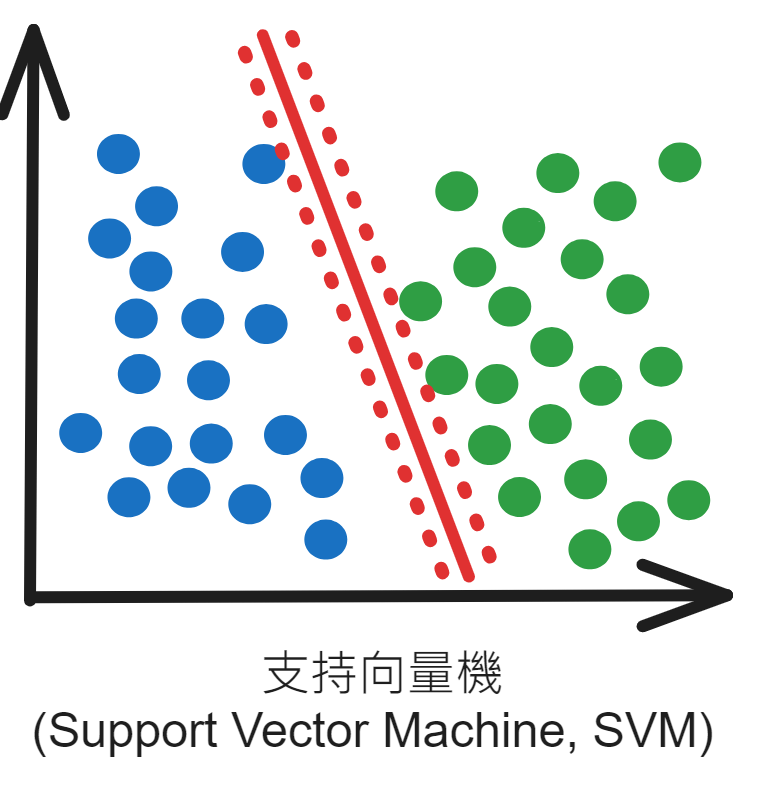 支持向量機
(Support Vector Machine, SVM)